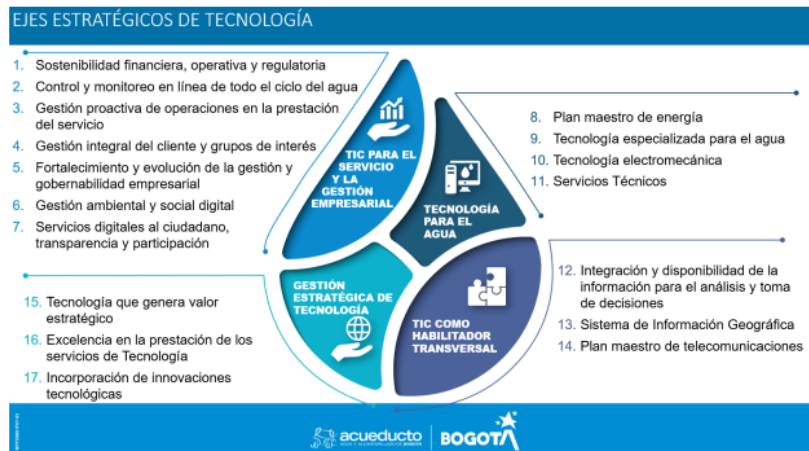 EJES ESTRATÉGICOS DE TECNOLOGÍA
1. Sostenibilidad financiera, operativa y regulatoria
2. Control y monitoreo en línea de todo el ciclo del agua
3. Gestión proactiva de operaciones en la prestación
del servicio
4. Gestión integral del cliente y grupos de interés
5. Fortalecimiento y evolución de la gestión y
gobernabilidad empresarial
6. Gestión ambiental y social digital
7. Servicios digitales al ciudadano,
transparencia y participación
TIC PARA EL
SERVICIO
Y LA
GESTIÓN
EMPRESARIAL
TECNOLOGÍA
PARA EL
AGUA
8. Plan maestro de energía
9. Tecnología especializada para el agua
10. Tecnología electromecánica
11. Servicios Técnicos
GESTIÓN
ESTRATÉGICA DE
TECNOLOGÍA
TIC COMO
HABILITADOR
TRANSVERSAL
12. Integración y disponibilidad de la
información para el análisis y toma
de decisiones
13. Sistema de Información Geográfica
14. Plan maestro de telecomunicaciones
15. Tecnología que genera valor
estratégico
16. Excelencia en la prestación de los
servicios de Tecnología
17. Incorporación de innovaciones
tecnológicas
acueducto
AGUA Y ALCANTARILLADO DE BOGOTÁ
BOGOTÁ